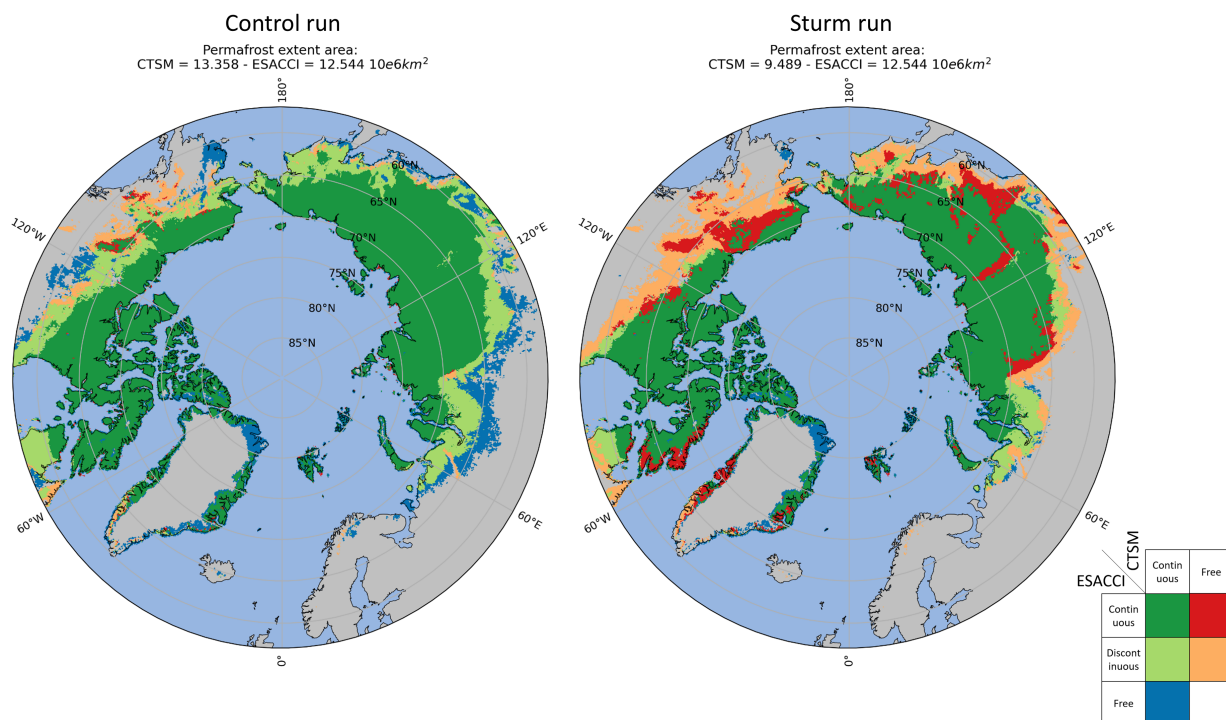 Control run
Permafrost extent area:
CTSM = 13.358 - ESACCI = 12.544 10e6km²
180°
60°N
65°N
70°N
75°N
80°N
85°N
120°W
120°E
60°W
60°E
0°
Sturm run
Permafrost extent area:
CTSM = 9.489 - ESACCI = 12.544 10e6km²
180°
60°N
65°N
70°N
75°N
80°N
85°N
120°W
120°E
60°W
60°E
0°
CTSM
ESACCI
Contin
uous
Free
Contin
uous
Discont
inuous
Free